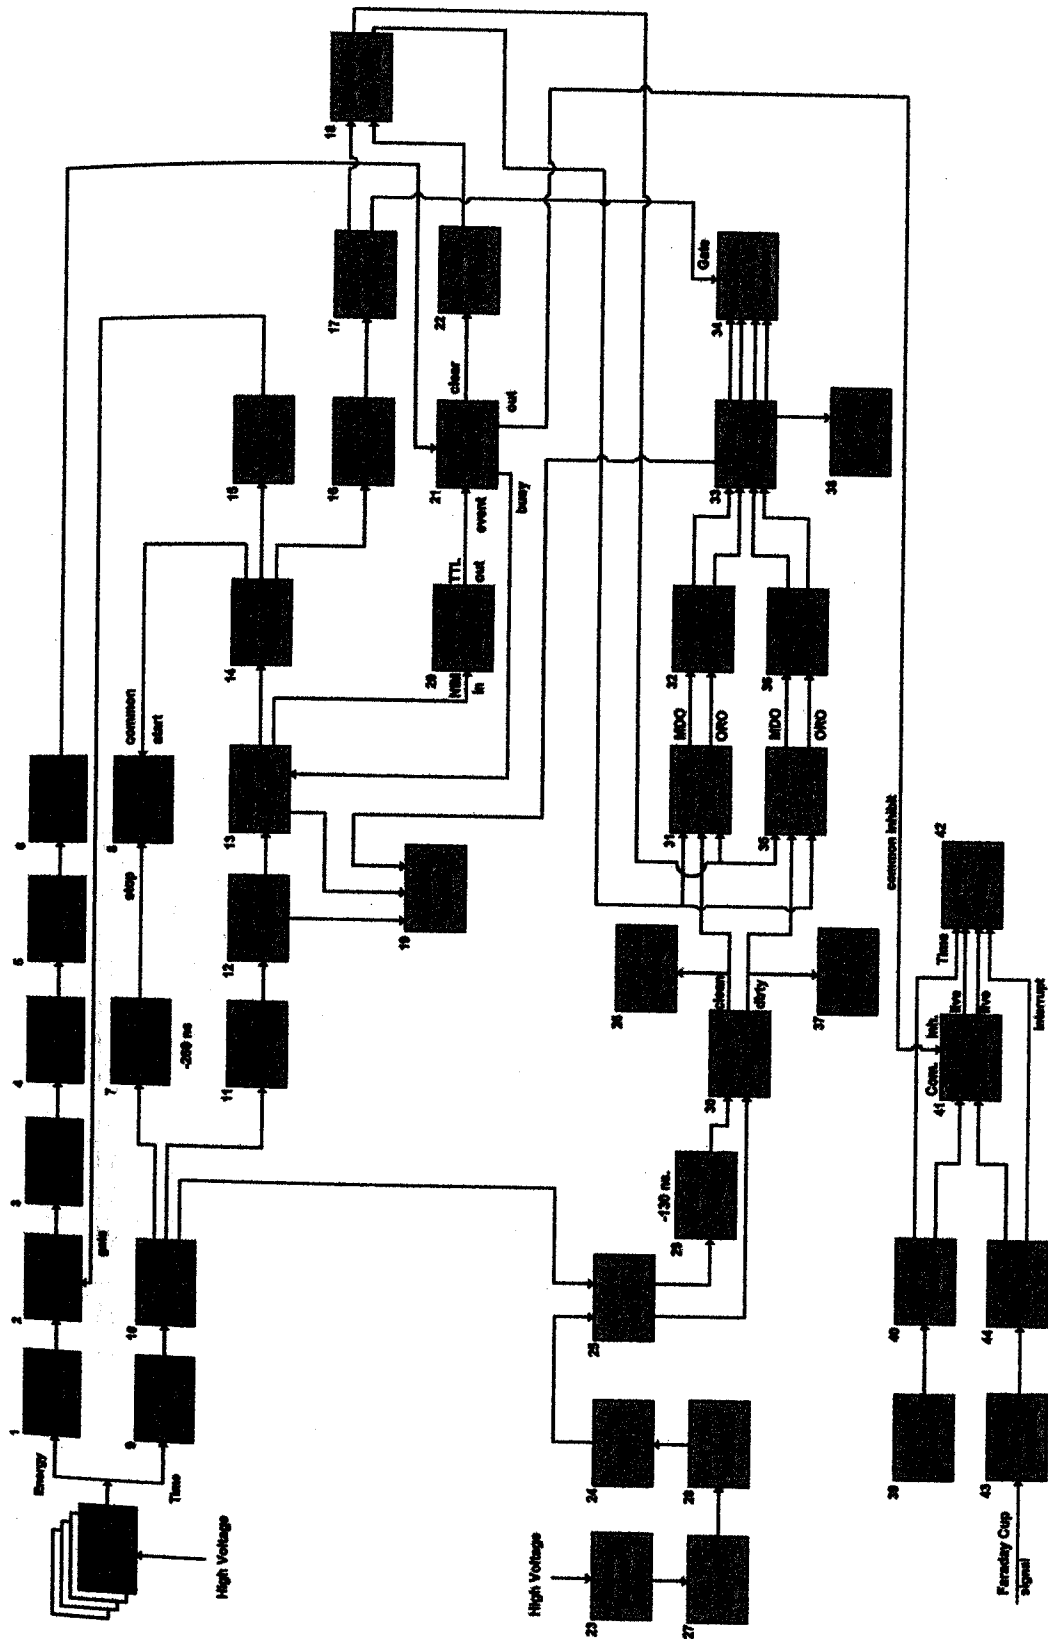 Energy
Time
High Voltage
1
2
3
4
5
6
gate
9
10
7
-200 ns
stop
8
common
start
11
12
13
14
15
16
17
18
19
20
NIM
in
TTL
out
21
event
clear
busy
out
22
High Voltage
23
27
24
28
25
29
-130 ns.
30
clean
dirty
26
37
31
MDO
ORO
32
35
MDO
ORO
36
33
34
Gate
38
common inhibit
39
40
41
Com. Inh.
live
live
Time
42
interrupt
43
44
Faraday Cup
signal